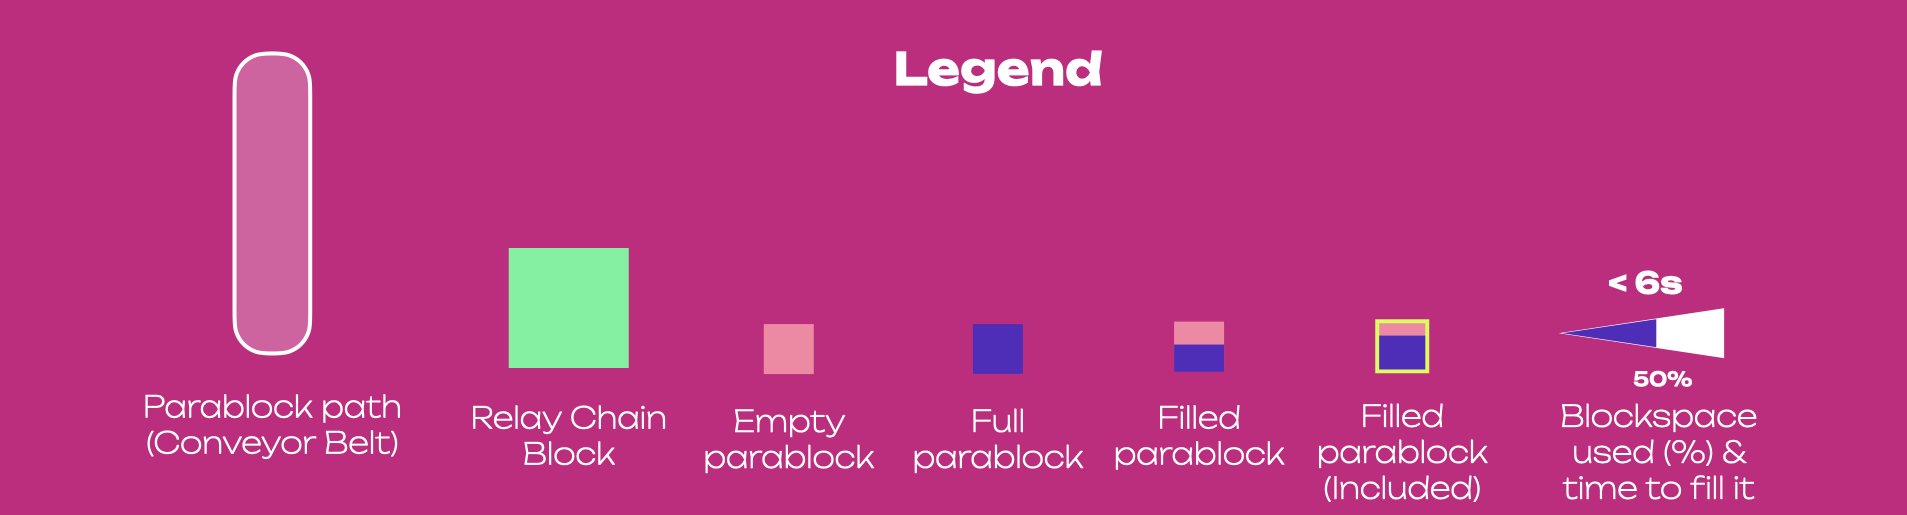 Legend
Parablock path
(Conveyor Belt)
Relay Chain
Block
Empty
parablock
Full
parablock
Filled
parablock
Filled
parablock
(Included)
< 6s
50%
Blockspace
used (%) &
time to fill it